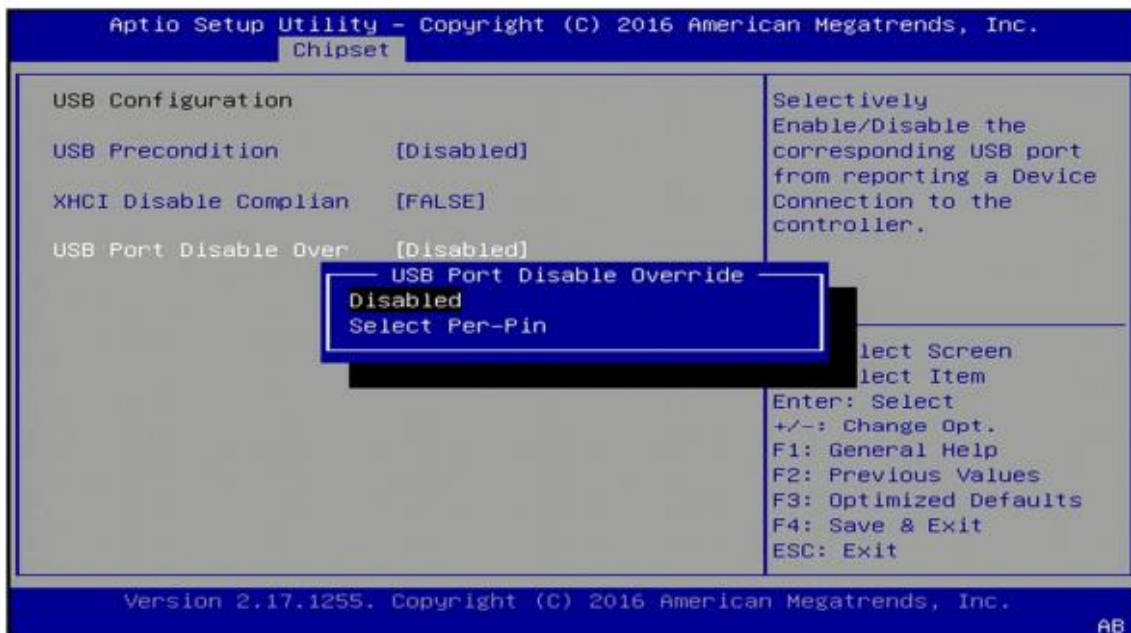 Aptio Setup Utility – Copyright (C) 2016 American Megatrends, Inc.
Chipset
USB Configuration
USB Precondition [Disabled]
XHCI Disable Complian [FALSE]
USB Port Disable Over [Disabled]
USB Port Disable Override
Disabled
Select Per-Pin
Selectively
Enable/Disable the
corresponding USB port
from reporting a Device
Connection to the
controller.
lect Screen
lect Item
Enter: Select
+/-: Change Opt.
F1: General Help
F2: Previous Values
F3: Optimized Defaults
F4: Save & Exit
ESC: Exit
Version 2.17.1255. Copyright (C) 2016 American Megatrends, Inc.
AB